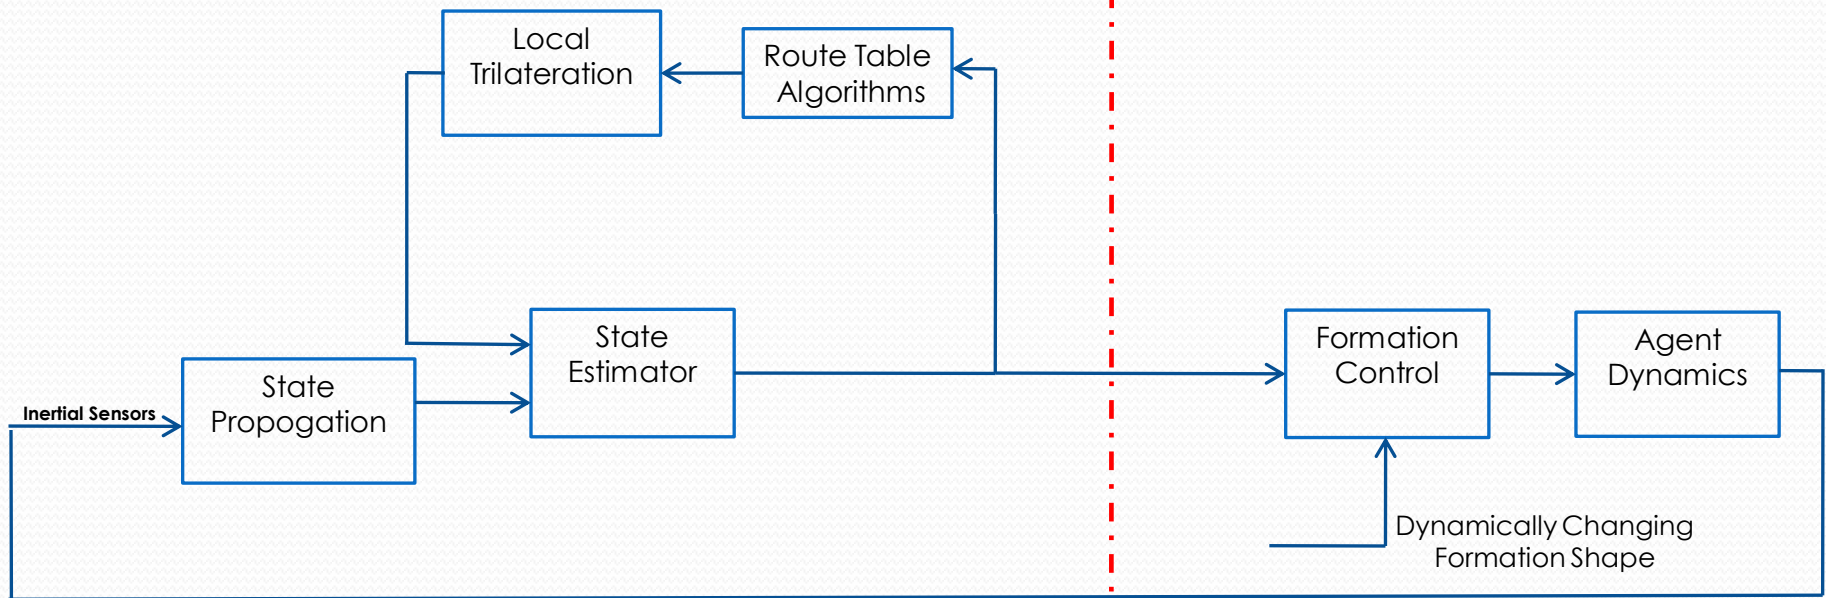 Local
Trilateration
Route Table
Algorithms
State
Estimator
Formation
Control
Agent
Dynamics
Inertial Sensors
State
Propogation
Dynamically Changing
Formation Shape